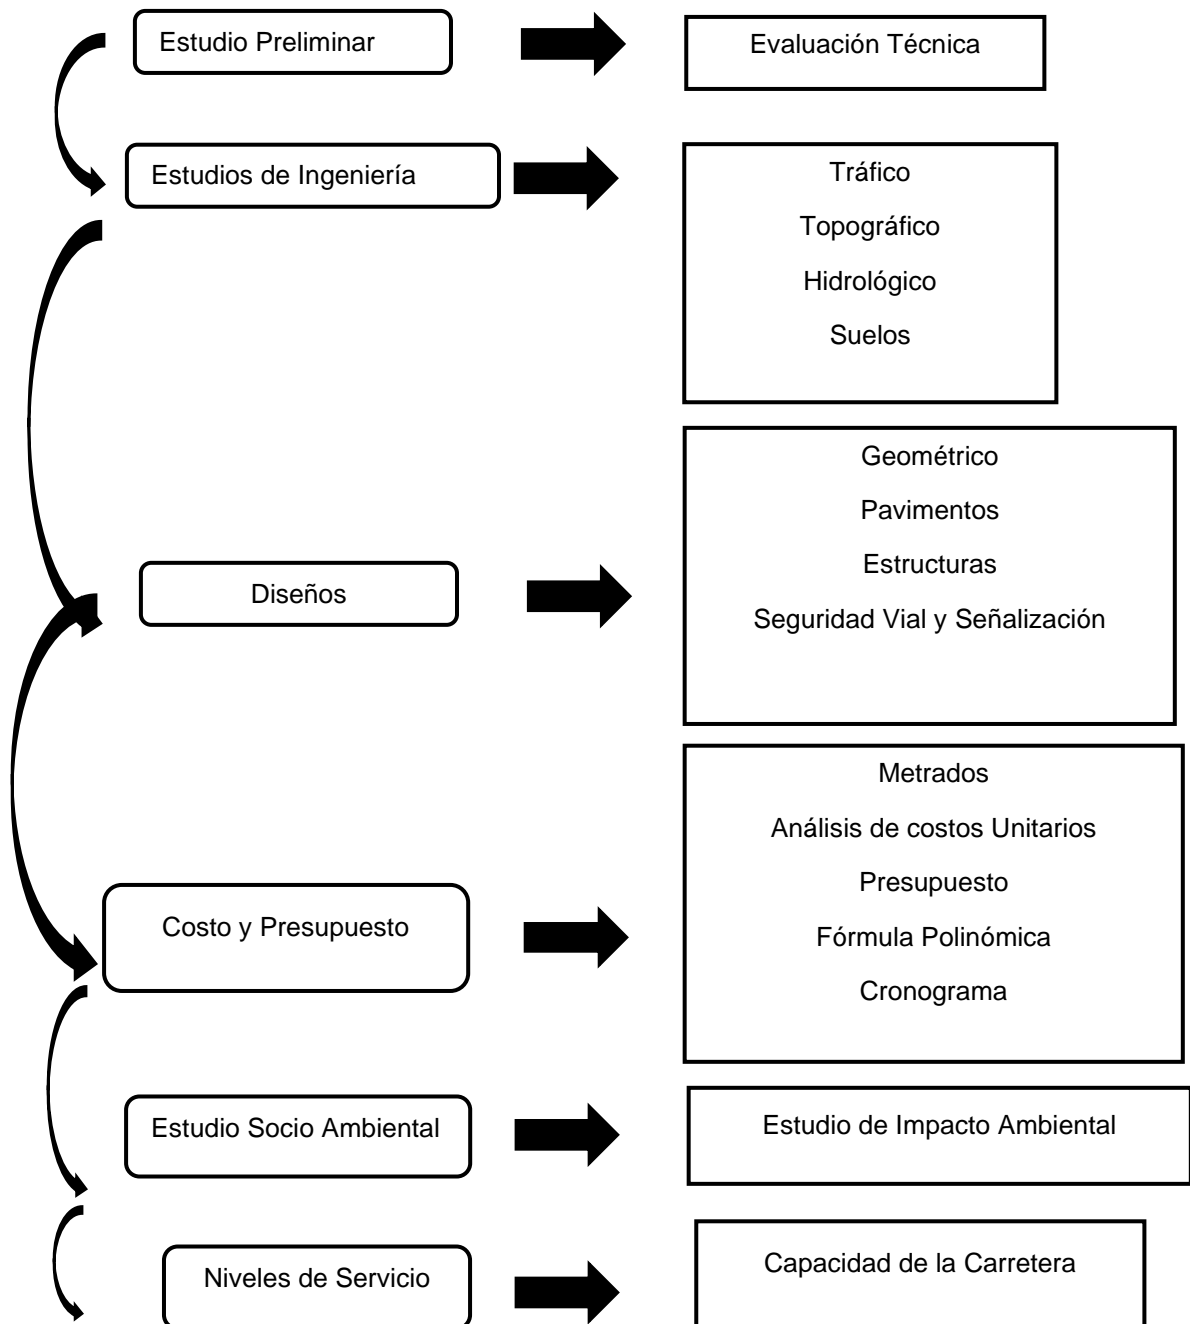 Estudio Preliminar
Evaluación Técnica
Estudios de Ingeniería
Tráfico
Topográfico
Hidrológico
Suelos
Diseños
Geométrico
Pavimentos
Estructuras
Seguridad Vial y Señalización
Costo y Presupuesto
Metrados
Análisis de costos Unitarios
Presupuesto
Fórmula Polinómica
Cronograma
Estudio Socio Ambiental
Estudio de Impacto Ambiental
Niveles de Servicio
Capacidad de la Carretera